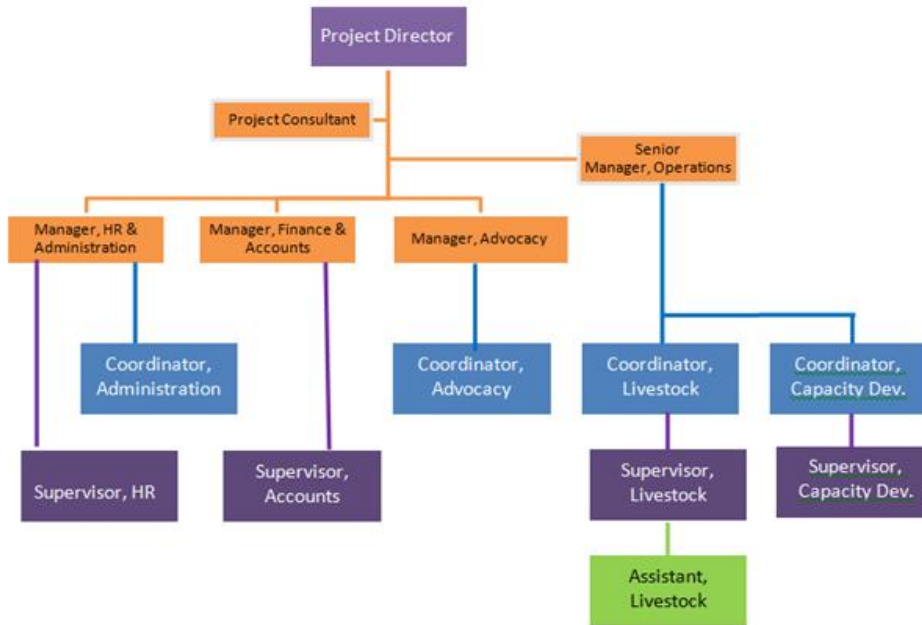 Project Director
Project Consultant
Senior
Manager, Operations
Manager, HR &
Administration
Manager, Finance &
Accounts
Manager, Advocacy
Coordinator,
Administration
Coordinator,
Advocacy
Coordinator,
Livestock
Coordinator,
Capacity Dev.
Supervisor, HR
Supervisor,
Accounts
Supervisor,
Livestock
Supervisor,
Capacity Dev.
Assistant,
Livestock